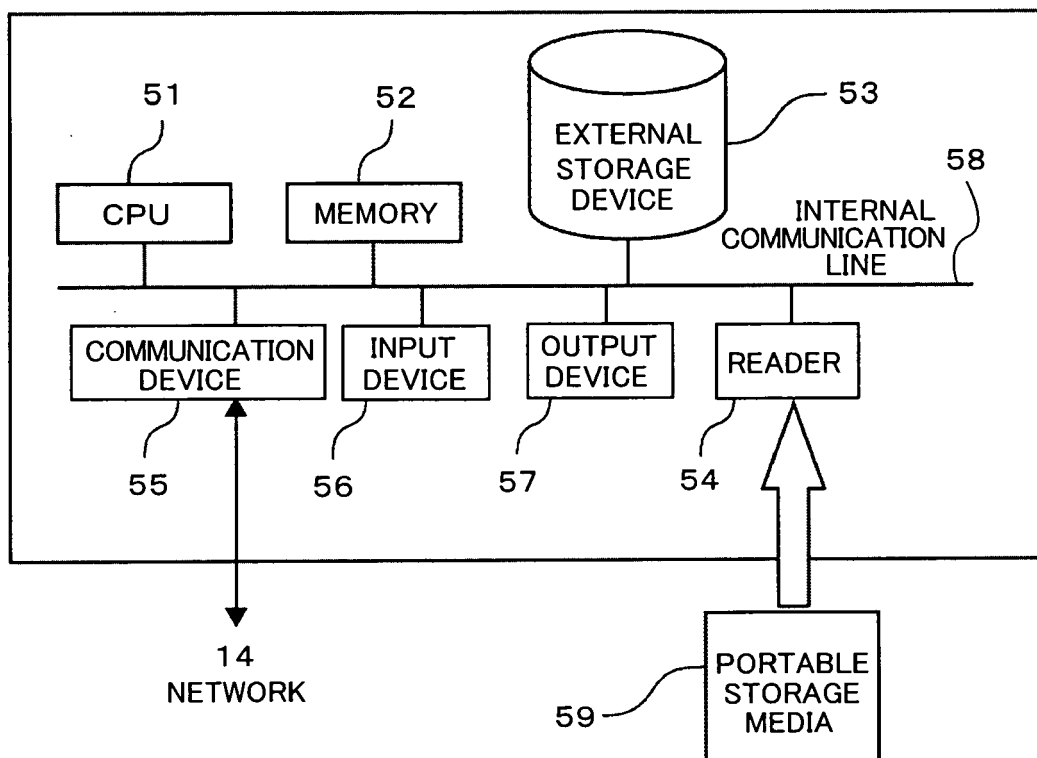 51
52
53
EXTERNAL
STORAGE
DEVICE
58
CPU
MEMORY
INTERNAL
COMMUNICATION
LINE
COMMUNICATION
DEVICE
INPUT
DEVICE
OUTPUT
DEVICE
READER
55
56
57
54
14
NETWORK
59
PORTABLE
STORAGE
MEDIA